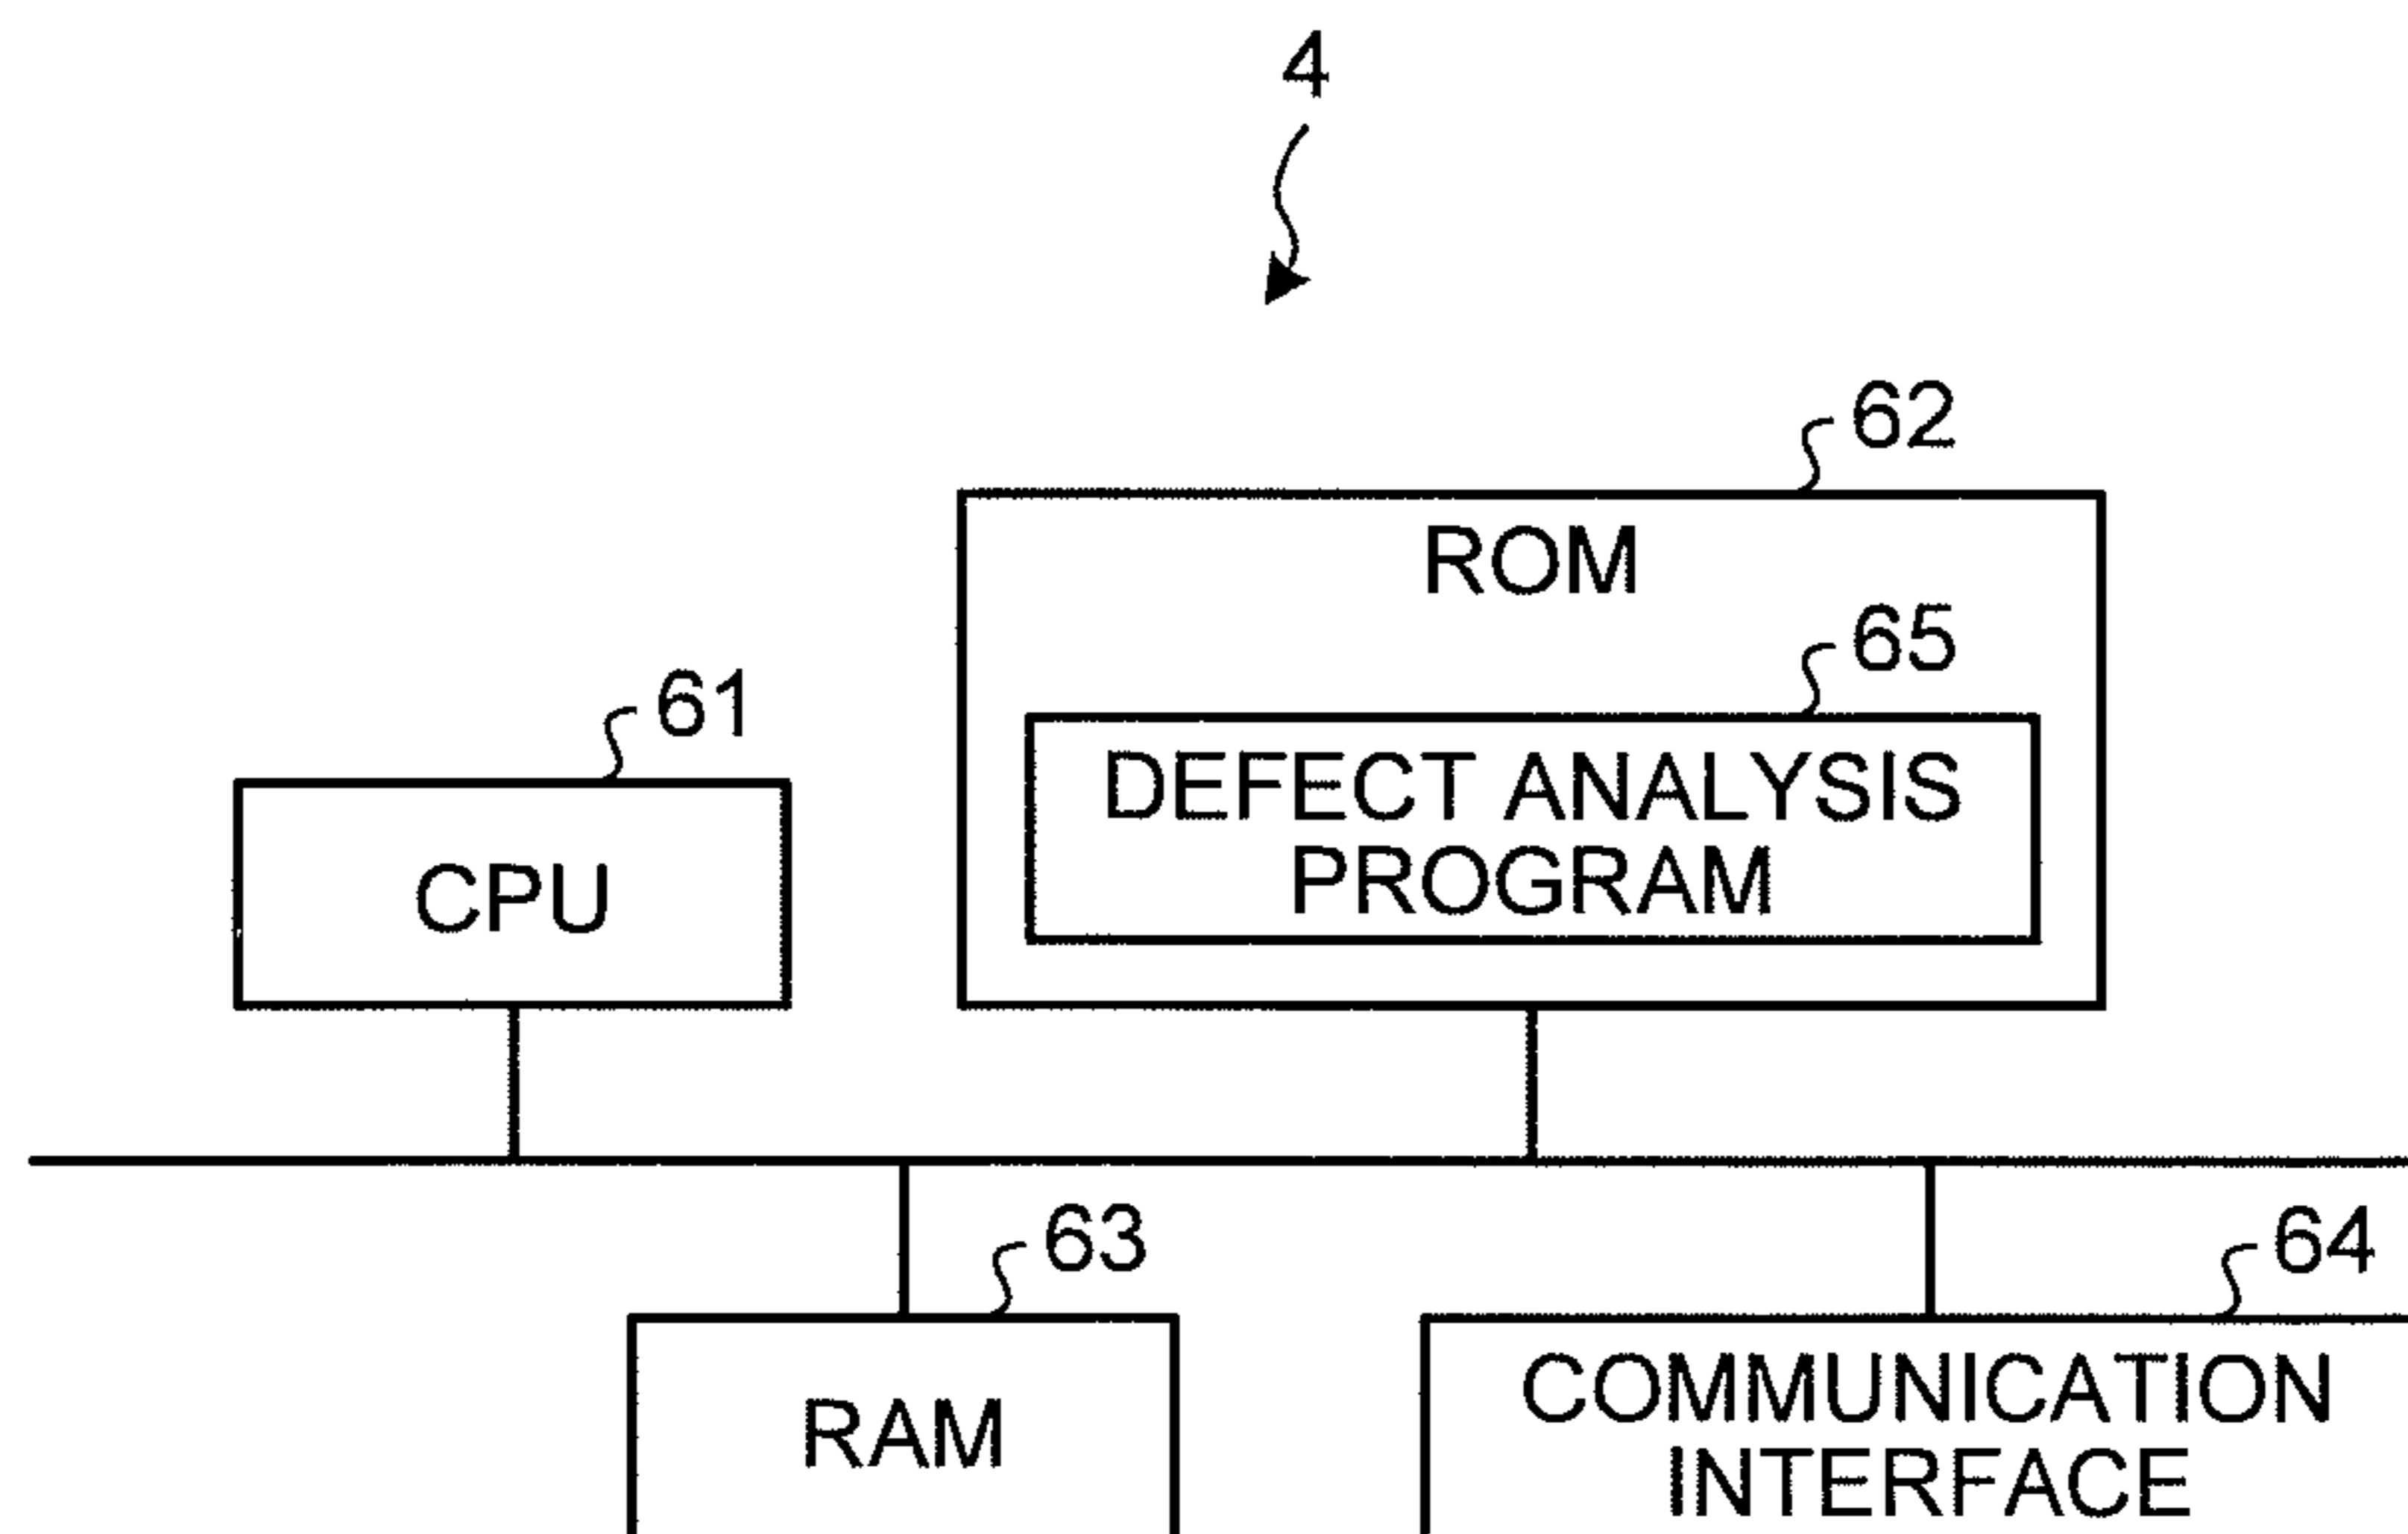 4
62
ROM
65
DEFECT ANALYSIS
PROGRAM
61
CPU
63
RAM
64
COMMUNICATION
INTERFACE